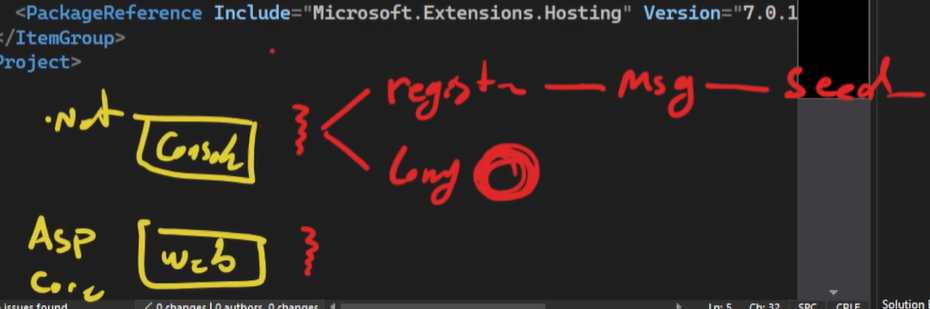 <PackageReference Include="Microsoft.Extensions.Hosting" Version="7.0.1
</ItemGroup>
Project>
.Net Console
register — Msg — Seed
Long
Asp Core
Web
issues found 0 changes | 0 authors, 0 changes Ln: 5 Ch: 32 SPC CRLF Solution